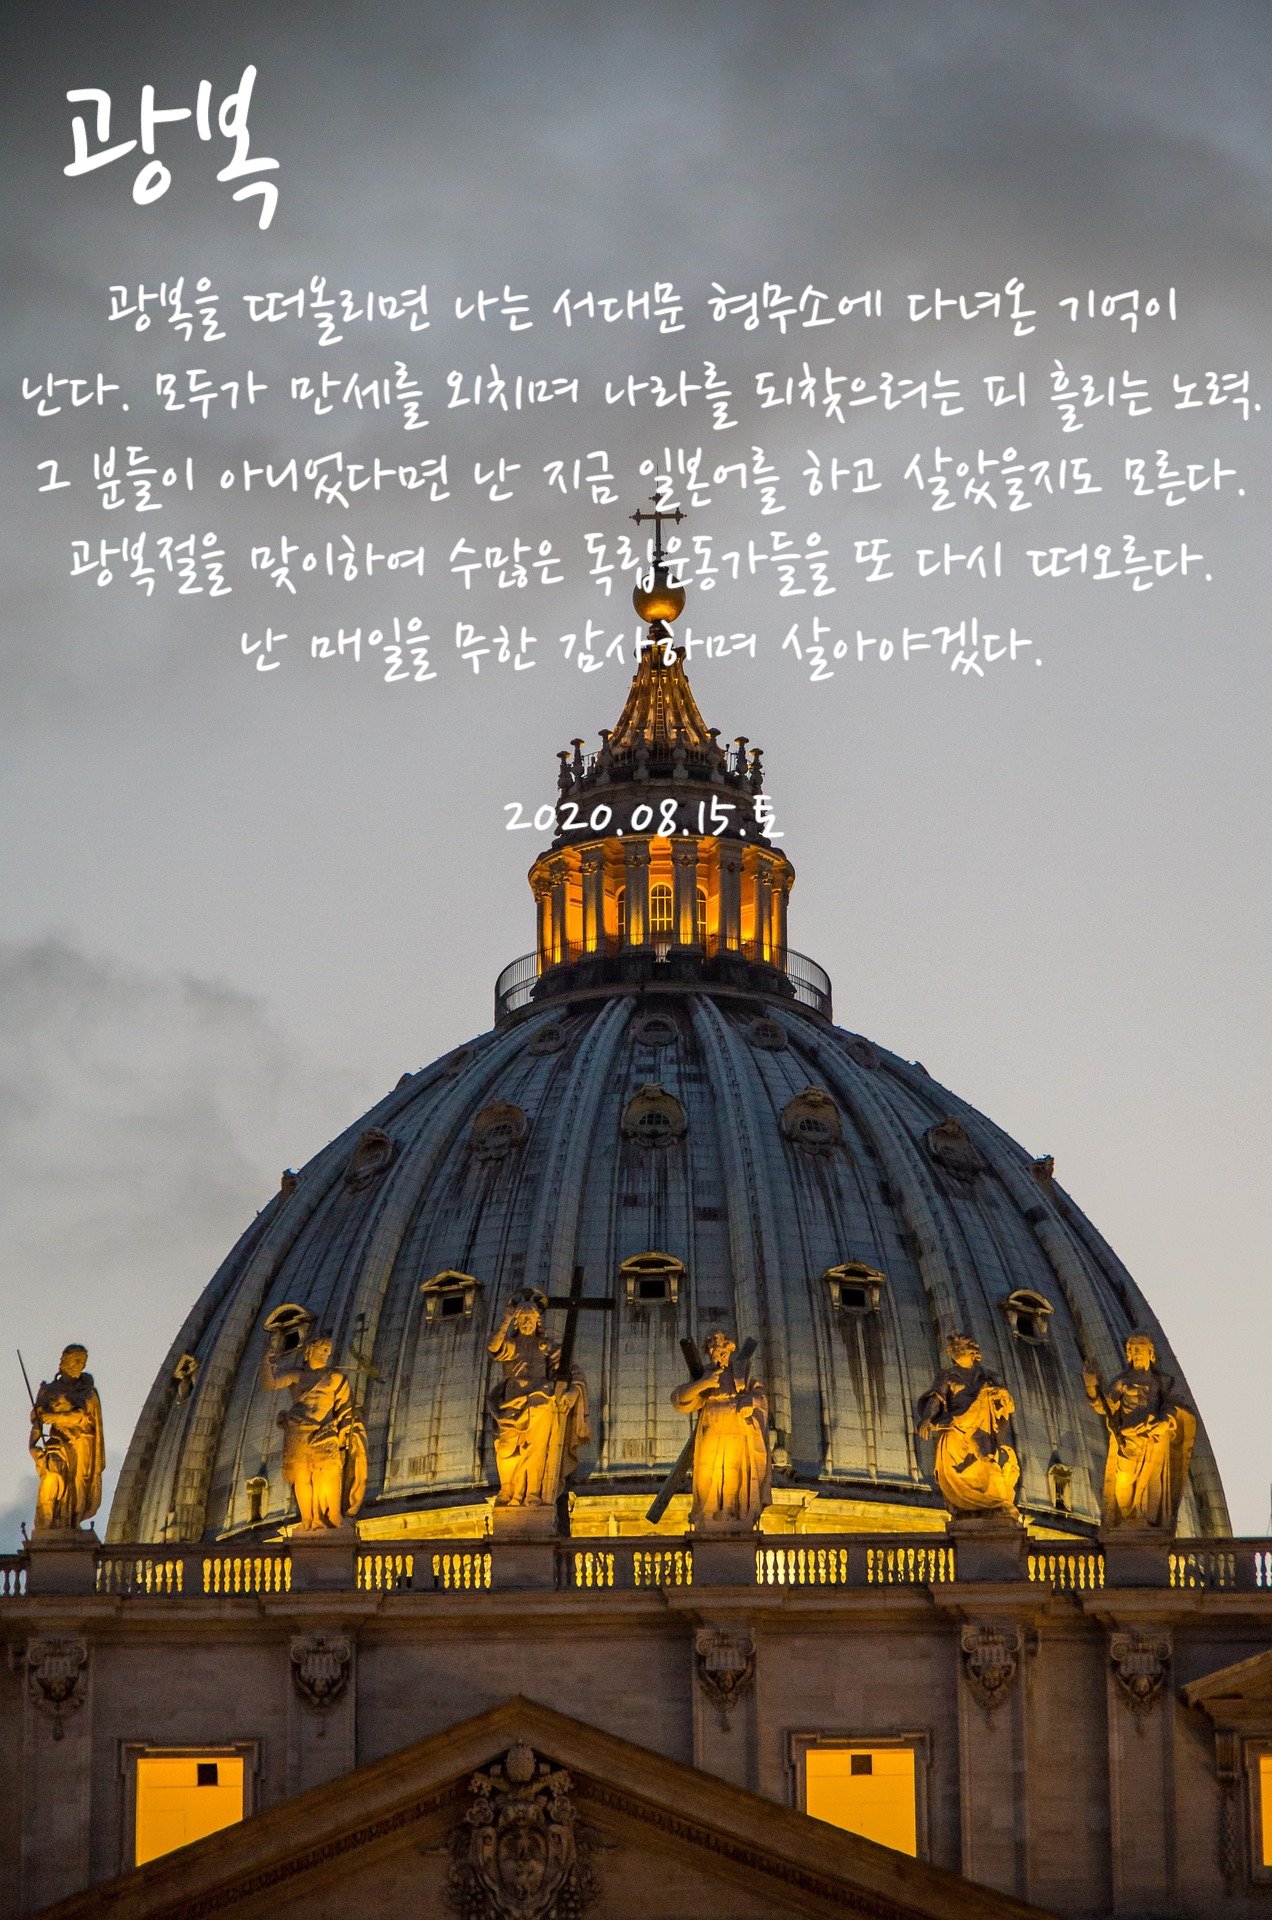 광복
광복을 떠올리면 나는 서대문 형무소에 다녀온 기억이
난다. 모두가 만세를 외치며 나라를 되찾으려는 피 흘리는 노력.
그 분들이 아니었다면 난 지금 일본어를 하고 살았을지도 모른다.
광복절을 맞이하여 수많은 독립운동가들을 또 다시 떠오른다.
난 매일을 무한 감사하며 살아야겠다.
2020.08.15.토